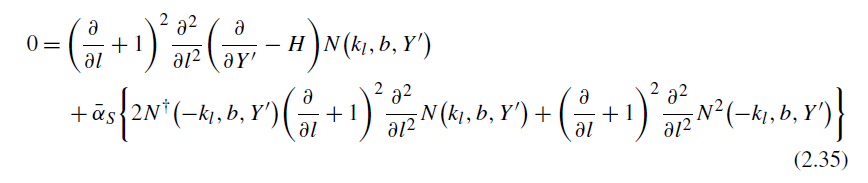 0 = ( ∂/∂l + 1 )² ∂²/∂l² ( ∂/∂Y′ − H ) N(k_l, b, Y′)
+ ᾱ_S { 2N†(−k_l, b, Y′) ( ∂/∂l + 1 )² ∂²/∂l² N(k_l, b, Y′) + ( ∂/∂l + 1 )² ∂²/∂l² N²(−k_l, b, Y′) }
(2.35)